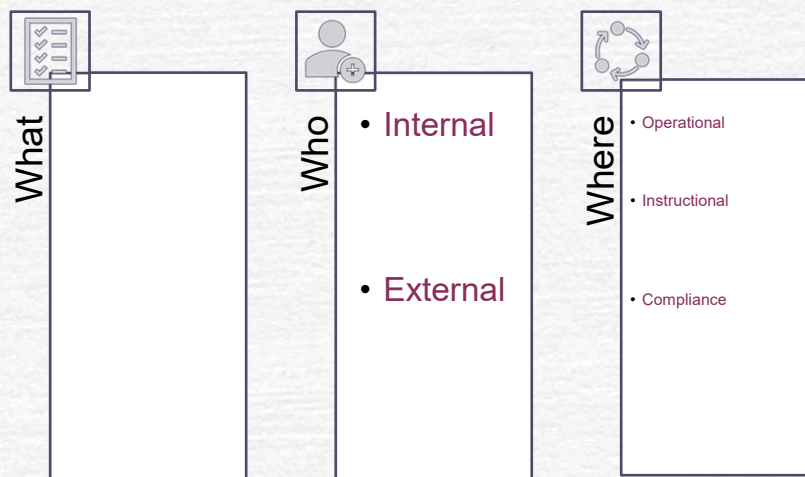 What
Who
• Internal
• External
Where
• Operational
• Instructional
• Compliance